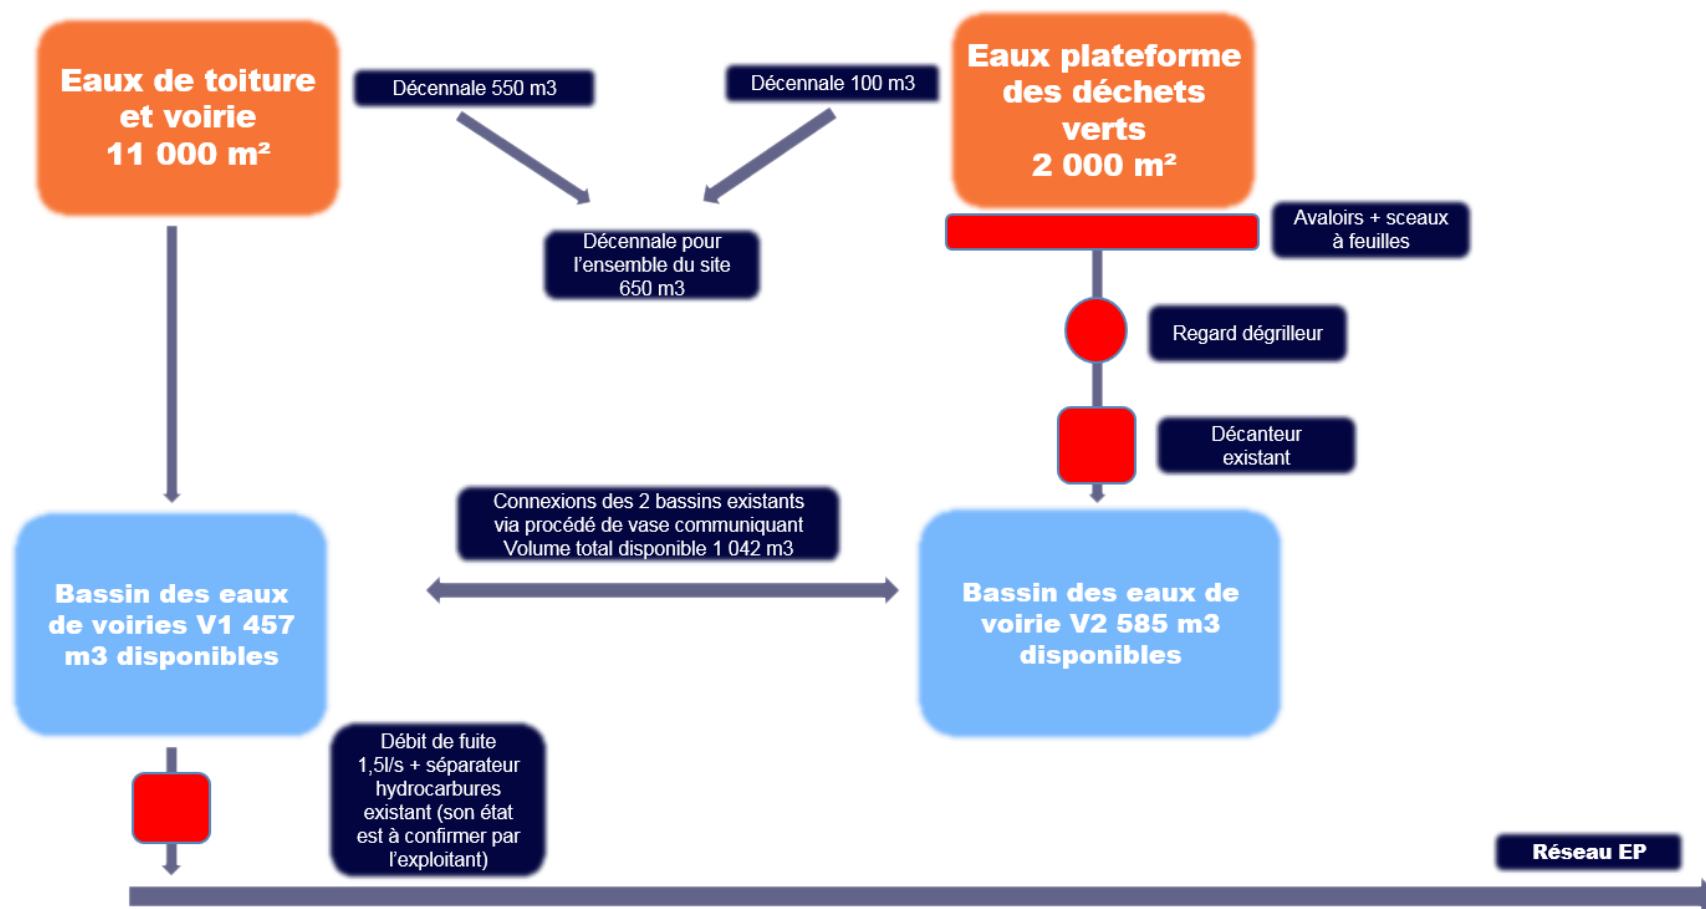 Eaux de toiture
et voirie
11 000 m²
Décennale 550 m3
Décennale 100 m3
Eaux plateforme
des déchets
verts
2 000 m²
Avaloirs + sceaux
à feuilles
Décennale pour
l'ensemble du site
650 m3
Regard dégrilleur
Décanteur
existant
Connexions des 2 bassins existants
via procédé de vase communiquant
Volume total disponible 1 042 m3
Bassin des eaux
de voiries V1 457
m3 disponibles
Bassin des eaux de
voirie V2 585 m3
disponibles
Débit de fuite
1,5l/s + séparateur
hydrocarbures
existant (son état
est à confirmer par
l'exploitant)
Réseau EP